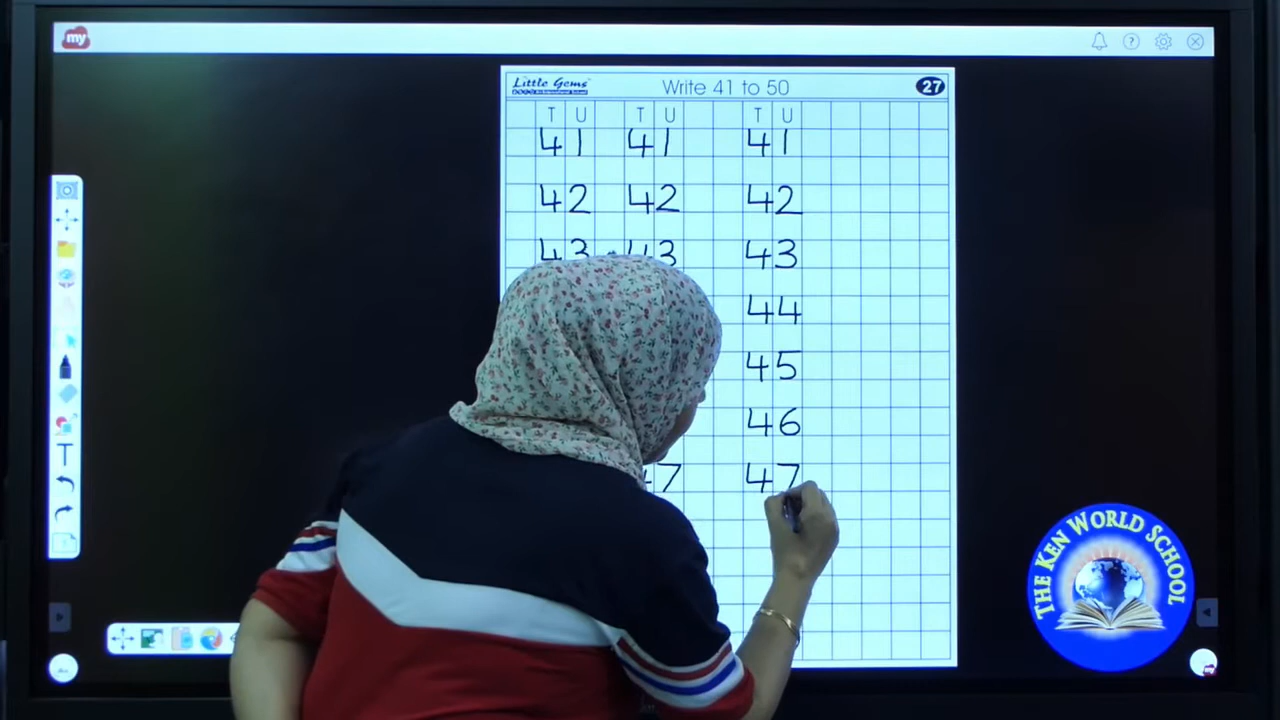 my
Little Gems Write 41 to 50 27
T U T U T U
41 41 41
42 42 42
43 43 43
44
45
46
47 47
T
THE KEN WORLD SCHOOL